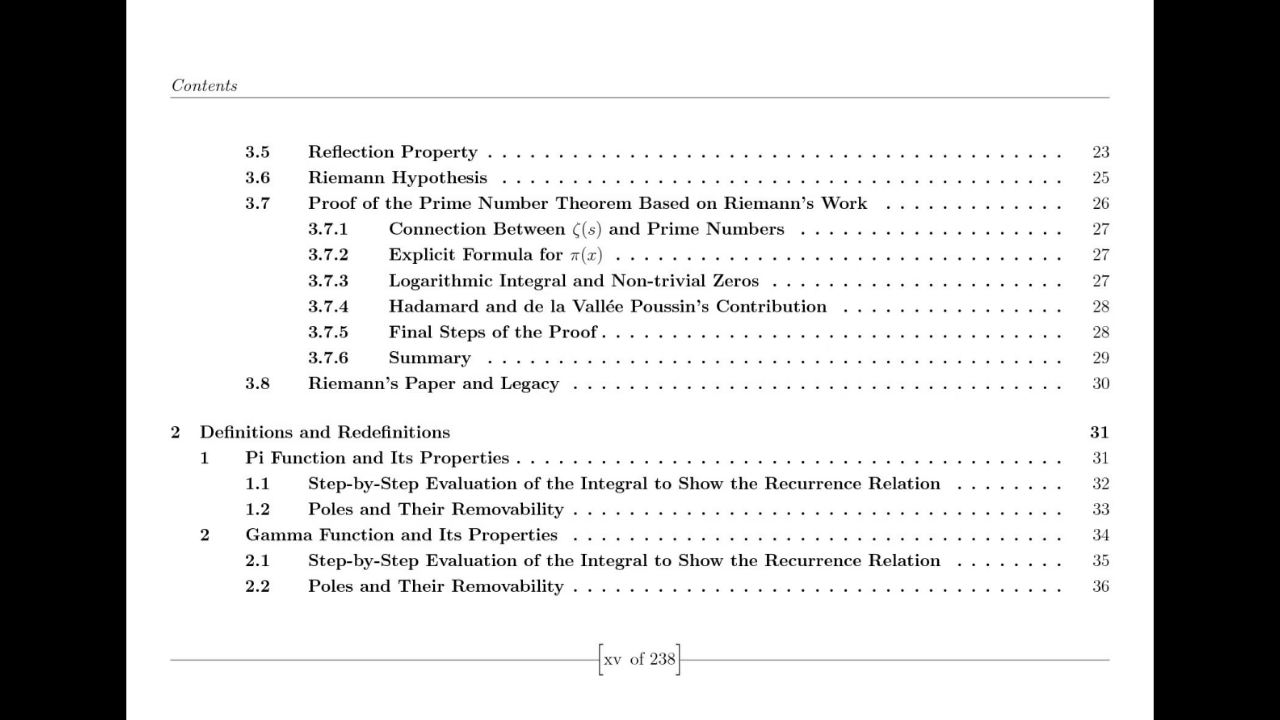 Contents
3.5 Reflection Property . . . . . . . . . . . . . . . . . . . . . . . . . . . . . . . . . . . . . . . . . 23
3.6 Riemann Hypothesis . . . . . . . . . . . . . . . . . . . . . . . . . . . . . . . . . . . . . . . . 25
3.7 Proof of the Prime Number Theorem Based on Riemann's Work . . . . . . . . . . . . . 26
3.7.1 Connection Between ζ(s) and Prime Numbers . . . . . . . . . . . . . . . . . . . 27
3.7.2 Explicit Formula for π(x) . . . . . . . . . . . . . . . . . . . . . . . . . . . . . . . . 27
3.7.3 Logarithmic Integral and Non-trivial Zeros . . . . . . . . . . . . . . . . . . . . . 27
3.7.4 Hadamard and de la Vallée Poussin's Contribution . . . . . . . . . . . . . . . . 28
3.7.5 Final Steps of the Proof . . . . . . . . . . . . . . . . . . . . . . . . . . . . . . . . . 28
3.7.6 Summary . . . . . . . . . . . . . . . . . . . . . . . . . . . . . . . . . . . . . . . . . 29
3.8 Riemann's Paper and Legacy . . . . . . . . . . . . . . . . . . . . . . . . . . . . . . . . . . . 30
2 Definitions and Redefinitions 31
1 Pi Function and Its Properties . . . . . . . . . . . . . . . . . . . . . . . . . . . . . . . . . . . . . . . 31
1.1 Step-by-Step Evaluation of the Integral to Show the Recurrence Relation . . . . . . . . 32
1.2 Poles and Their Removability . . . . . . . . . . . . . . . . . . . . . . . . . . . . . . . . . . . 33
2 Gamma Function and Its Properties . . . . . . . . . . . . . . . . . . . . . . . . . . . . . . . . . . . 34
2.1 Step-by-Step Evaluation of the Integral to Show the Recurrence Relation . . . . . . . . 35
2.2 Poles and Their Removability . . . . . . . . . . . . . . . . . . . . . . . . . . . . . . . . . . . 36
[xv of 238]